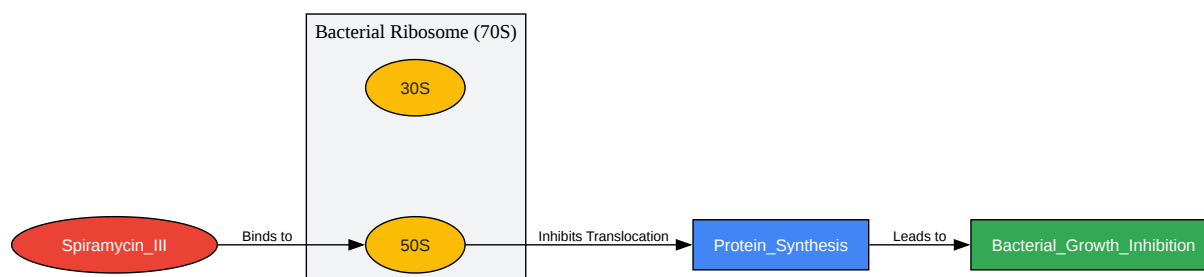 Bacterial Ribosome (70S)
30S
Spiramycin_III
Binds to
50S
Inhibits Translocation
Protein_Synthesis
Leads to
Bacterial_Growth_Inhibition